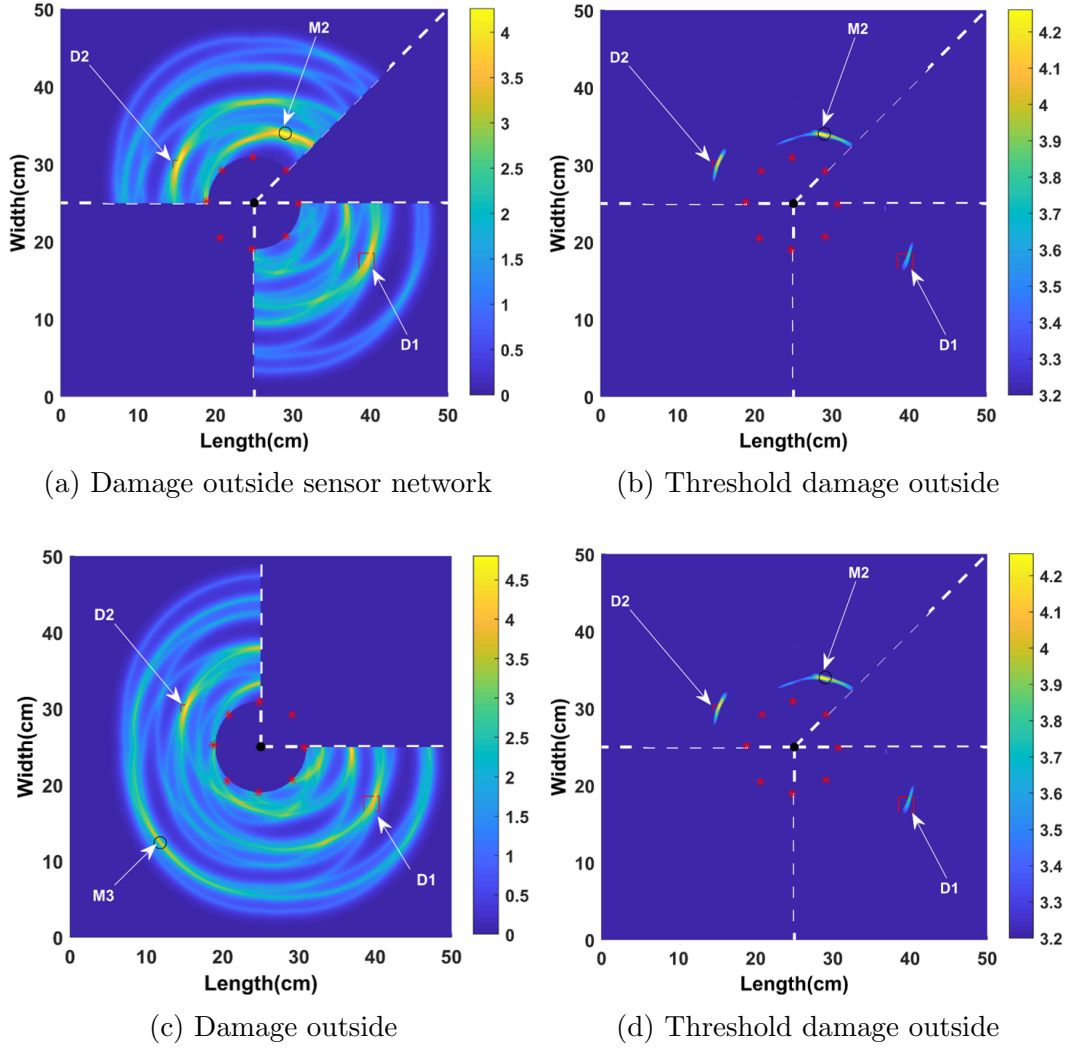 50
40
30
20
10
0
Width(cm)
D2
M2
D1
0 10 20 30 40 50
Length(cm)
4
3.5
3
2.5
2
1.5
1
0.5
0
50
40
30
20
10
0
Width(cm)
D2
M2
D1
0 10 20 30 40 50
Length(cm)
4.2
4.1
4
3.9
3.8
3.7
3.6
3.5
3.4
3.3
3.2
(a) Damage outside sensor network
(b) Threshold damage outside
50
40
30
20
10
0
Width(cm)
D2
M3
D1
0 10 20 30 40 50
Length(cm)
4.5
4
3.5
3
2.5
2
1.5
1
0.5
0
50
40
30
20
10
0
Width(cm)
D2
M2
D1
0 10 20 30 40 50
Length(cm)
4.2
4.1
4
3.9
3.8
3.7
3.6
3.5
3.4
3.3
3.2
(c) Damage outside
(d) Threshold damage outside